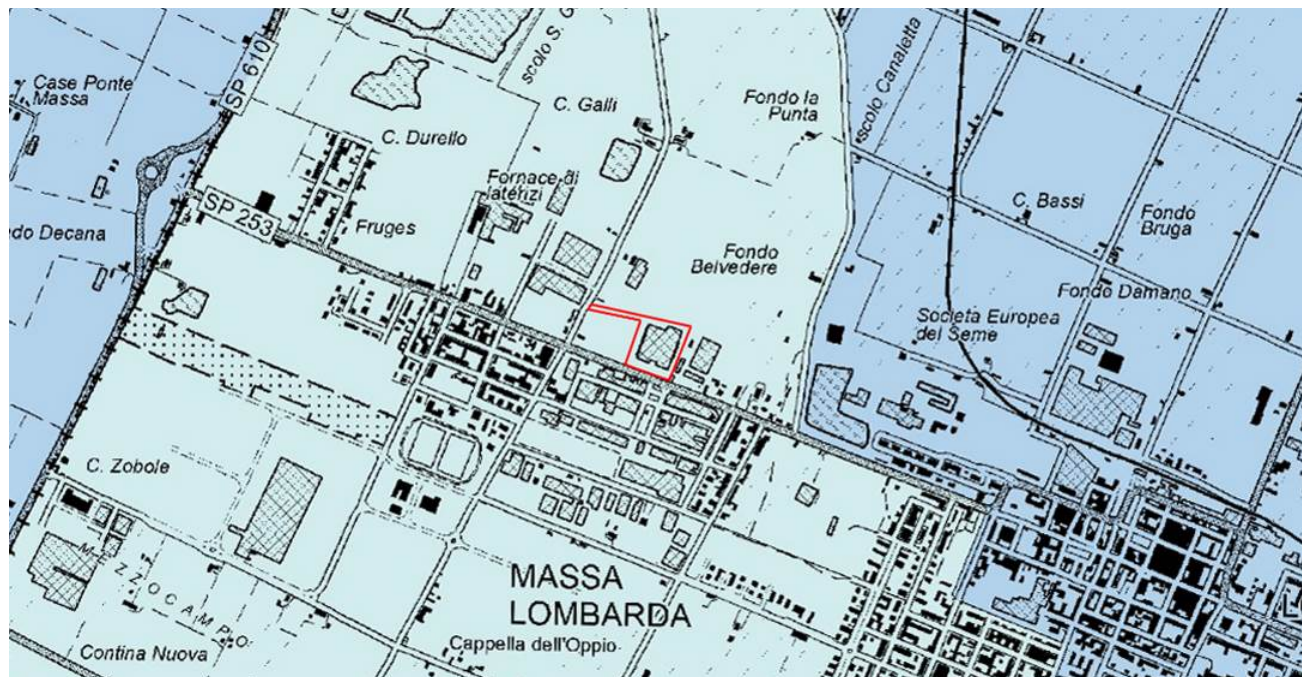 SP 610
scolo S. G
Case Ponte
Massa
C. Galli
Fondo la
Punta
scolo Canaletta
C. Durello
Fornace di
laterizi
C. Bassi
SP 253
Fruges
Fondo
Bruga
do Decana
Fondo
Belvedere
Fondo Damano
Società Europea
del Seme
C. Zobole
MEZZOCAMPO
MASSA
LOMBARDA
Cappella dell'Oppio
Contina Nuova
L